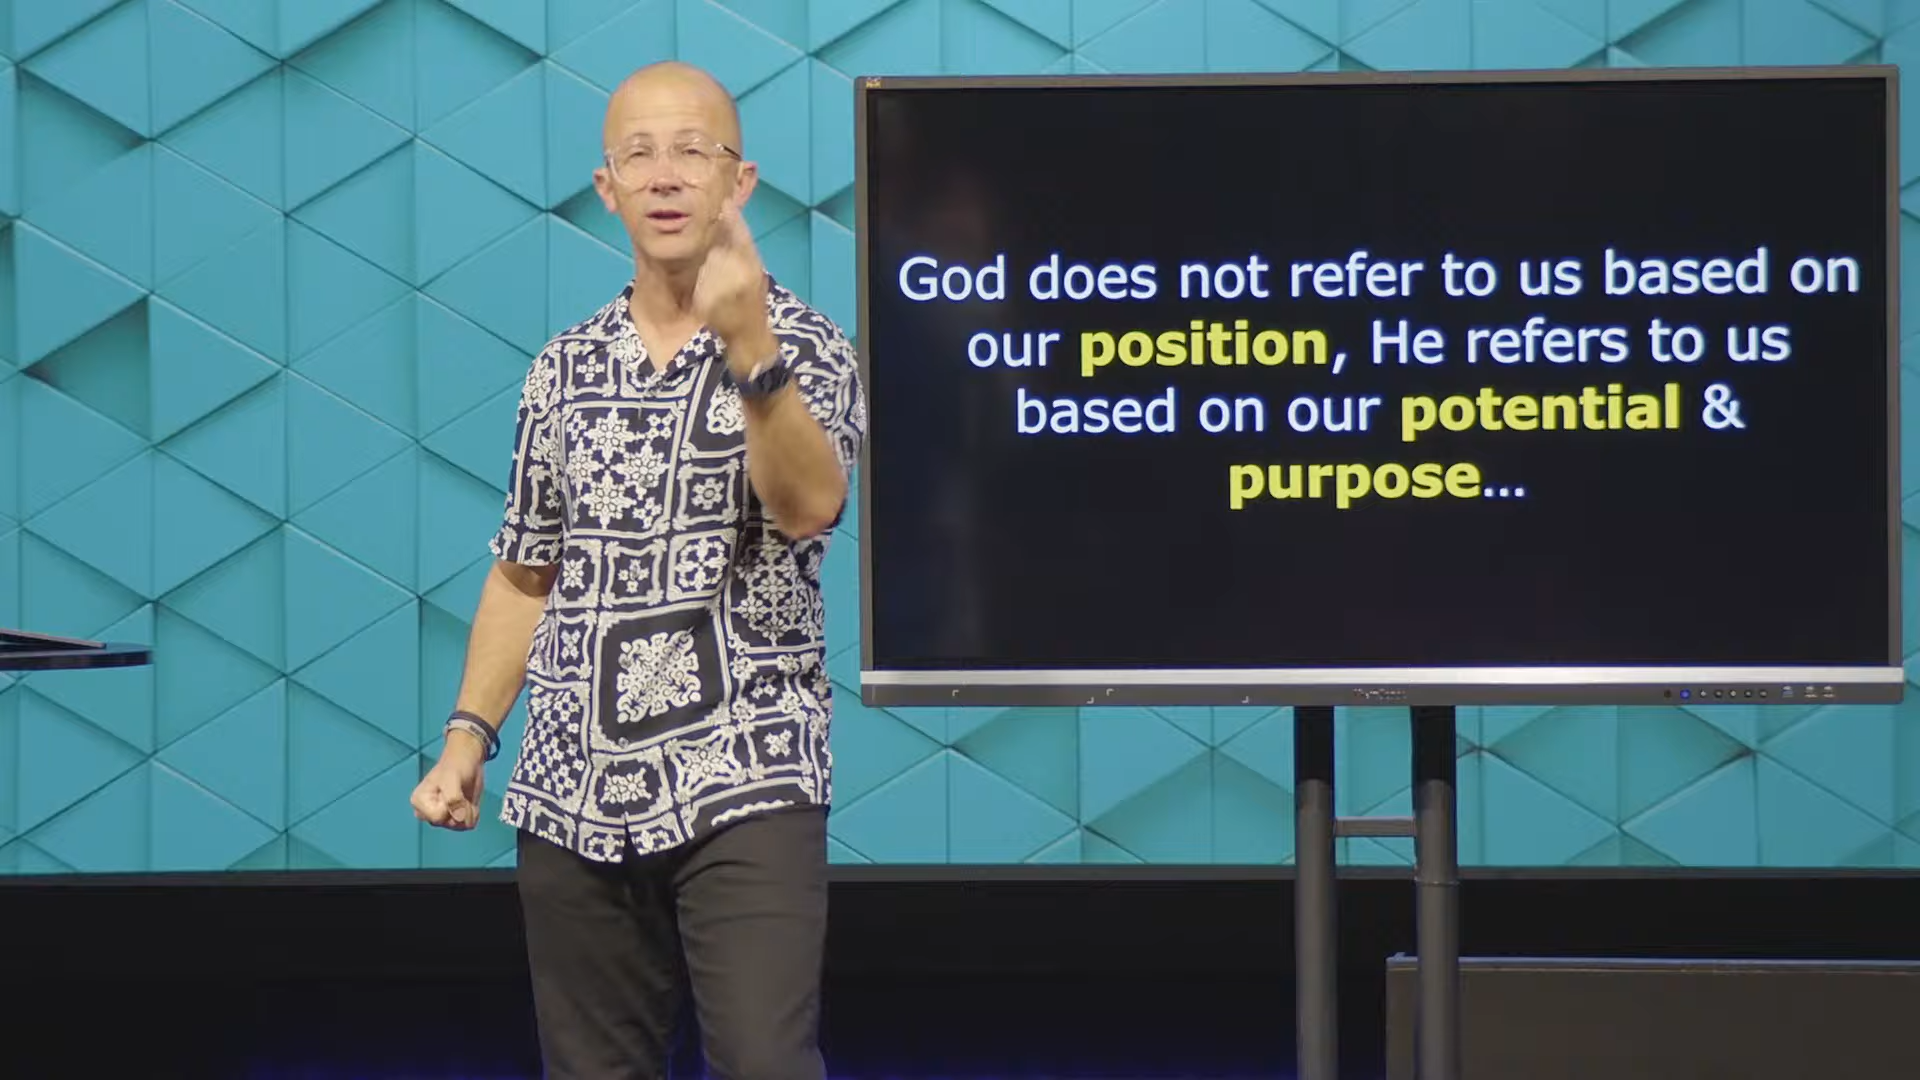 God does not refer to us based on
our position, He refers to us
based on our potential &
purpose...